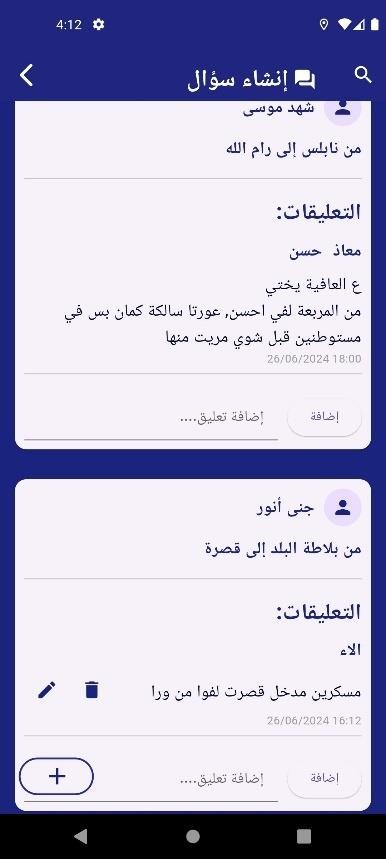 4:12
إنشاء سؤال
شهد موسى
من نابلس إلى رام الله
التعليقات:
معاذ حسن
ع العافية يختي
من المربعة لفي احسن, عورتا سالكة كمان بس في
مستوطنين قبل شوي مريت منها
26/06/2024 18:00
إضافة تعليق....
إضافة
جنى أنور
من بلاطة البلد إلى قصرة
التعليقات:
الاء
مسكرين مدخل قصرت لفوا من ورا
26/06/2024 16:12
إضافة تعليق....
إضافة